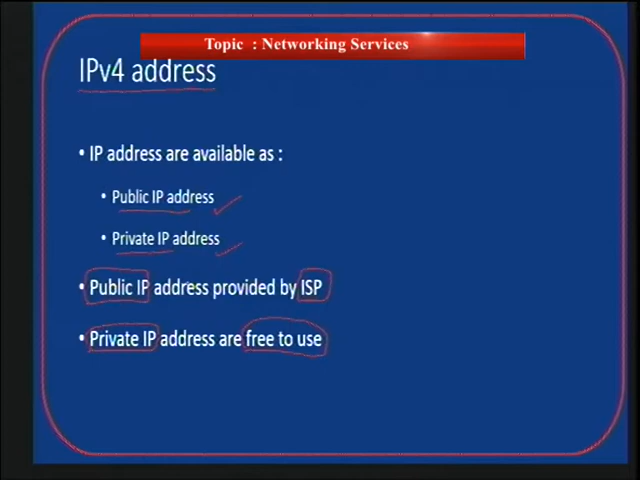 Topic : Networking Services
IPv4 address
• IP address are available as :
• Public IP address
• Private IP address
• Public IP address provided by ISP
• Private IP address are free to use